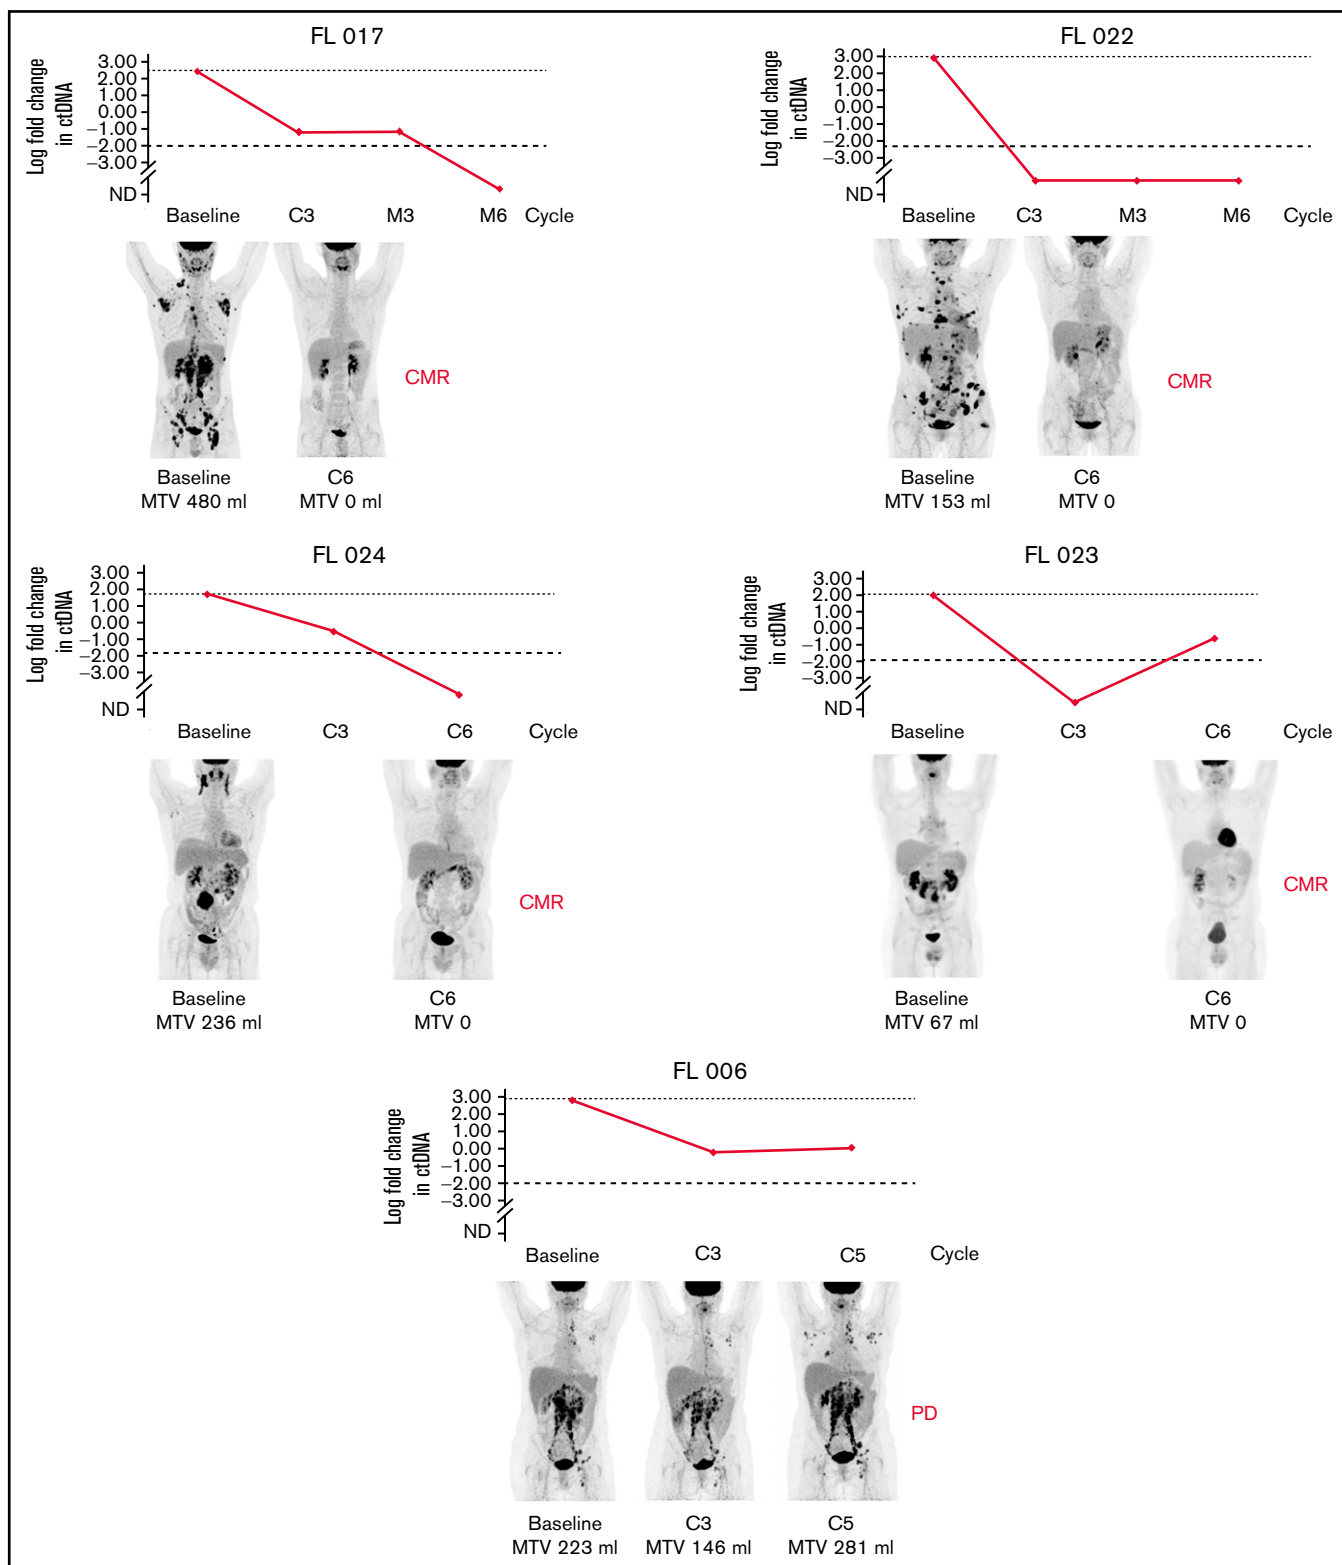 FL 017
Log fold change
in ctDNA
3.00
2.00
1.00
0.00
−1.00
−2.00
−3.00
ND
Baseline C3 M3 M6 Cycle
CMR
Baseline
MTV 480 ml
C6
MTV 0 ml
FL 022
Log fold change
in ctDNA
3.00
2.00
1.00
0.00
−1.00
−2.00
−3.00
ND
Baseline C3 M3 M6 Cycle
CMR
Baseline
MTV 153 ml
C6
MTV 0
FL 024
Log fold change
in ctDNA
3.00
2.00
1.00
0.00
−1.00
−2.00
−3.00
ND
Baseline C3 C6 Cycle
CMR
Baseline
MTV 236 ml
C6
MTV 0
FL 023
Log fold change
in ctDNA
3.00
2.00
1.00
0.00
−1.00
−2.00
−3.00
ND
Baseline C3 C6 Cycle
CMR
Baseline
MTV 67 ml
C6
MTV 0
FL 006
Log fold change
in ctDNA
3.00
2.00
1.00
0.00
−1.00
−2.00
−3.00
ND
Baseline C3 C5 Cycle
PD
Baseline
MTV 223 ml
C3
MTV 146 ml
C5
MTV 281 ml